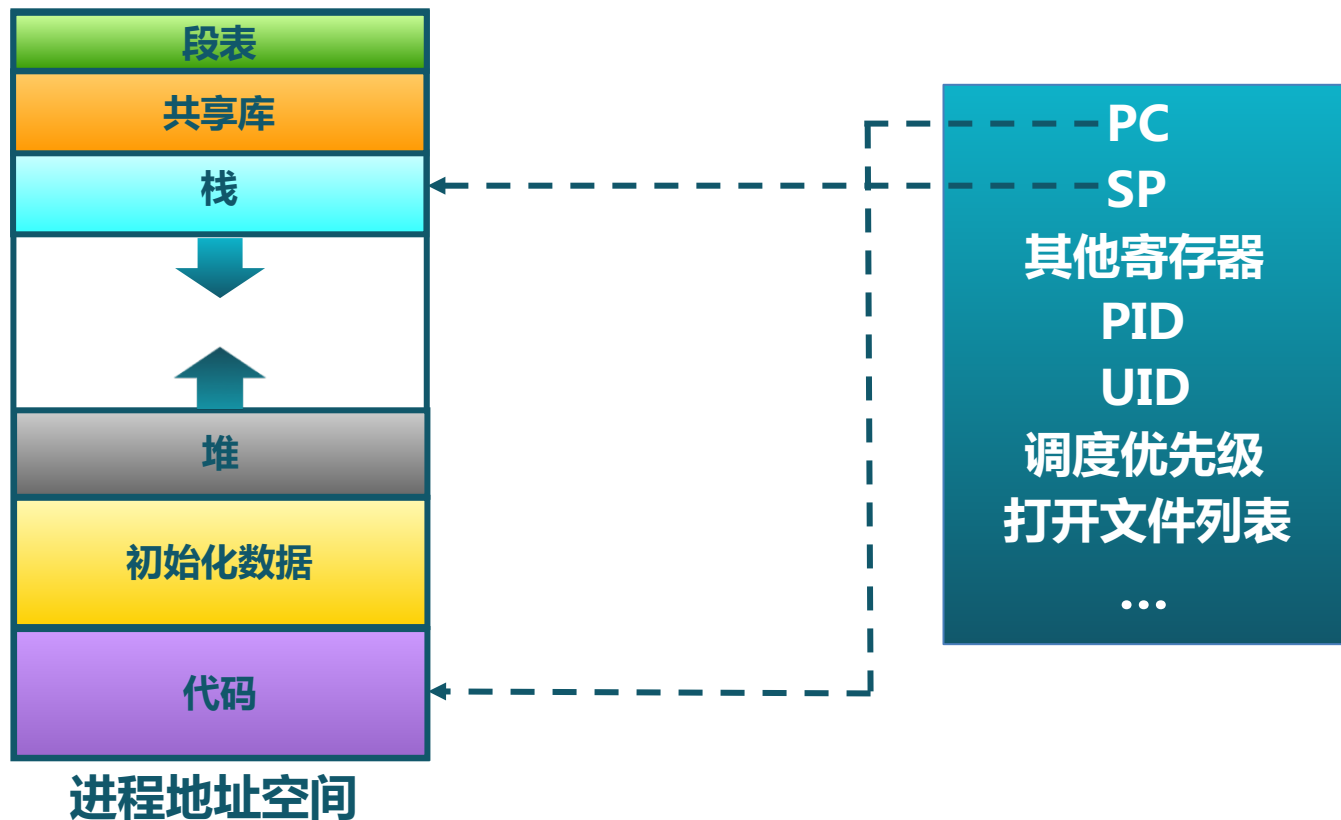 段表
共享库
栈
堆
初始化数据
代码
进程地址空间
PC
SP
其他寄存器
PID
UID
调度优先级
打开文件列表
...